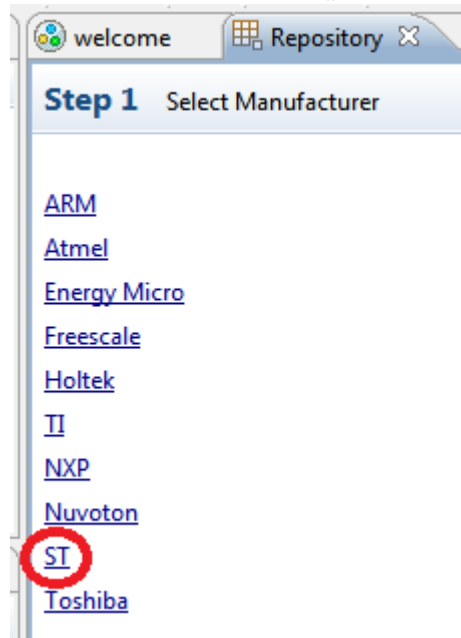 welcome Repository
Step 1 Select Manufacturer
ARM
Atmel
Energy Micro
Freescale
Holtek
TI
NXP
Nuvoton
ST
Toshiba